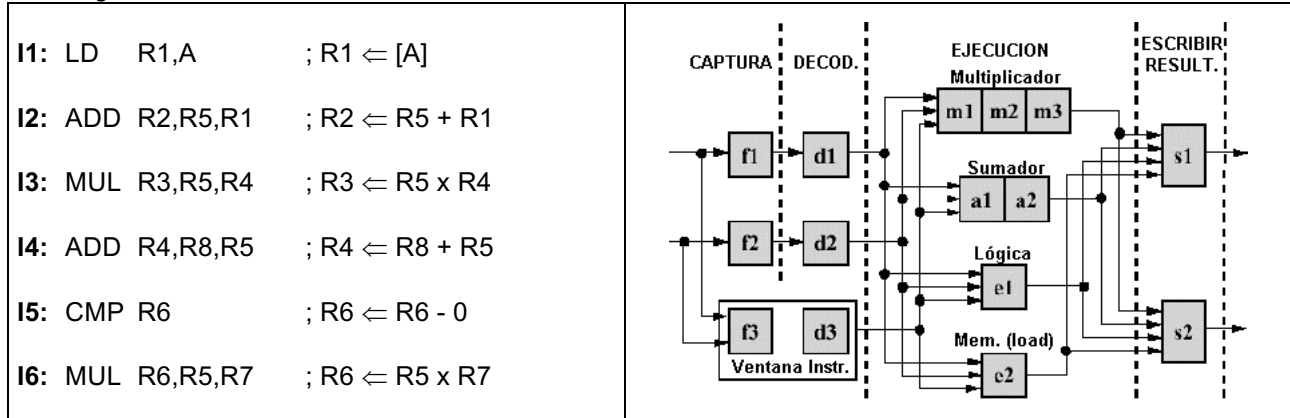 I1: LD R1,A ; R1 ⇐ [A]
I2: ADD R2,R5,R1 ; R2 ⇐ R5 + R1
I3: MUL R3,R5,R4 ; R3 ⇐ R5 x R4
I4: ADD R4,R8,R5 ; R4 ⇐ R8 + R5
I5: CMP R6 ; R6 ⇐ R6 - 0
I6: MUL R6,R5,R7 ; R6 ⇐ R5 x R7
CAPTURA DECOD. EJECUCION ESCRIBIR RESULT.
Multiplicador
m1 m2 m3
f1 d1 s1
Sumador
a1 a2
f2 d2
Lógica
e1
f3 d3 s2
Mem. (load)
Ventana Instr.
e2